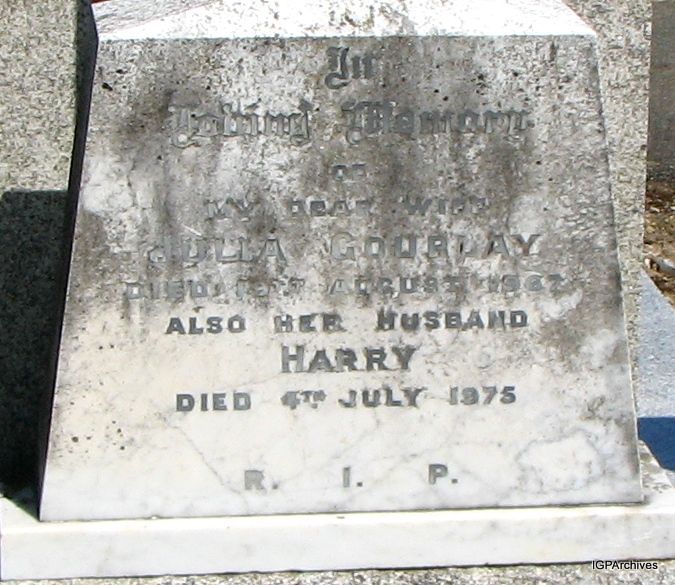 In
Loving Memory
OF
MY DEAR WIFE
JULIA GOURLAY
DIED AUGUST
ALSO HER HUSBAND
HARRY
DIED 4TH JULY 1975
R. I. P.
IGPArchives